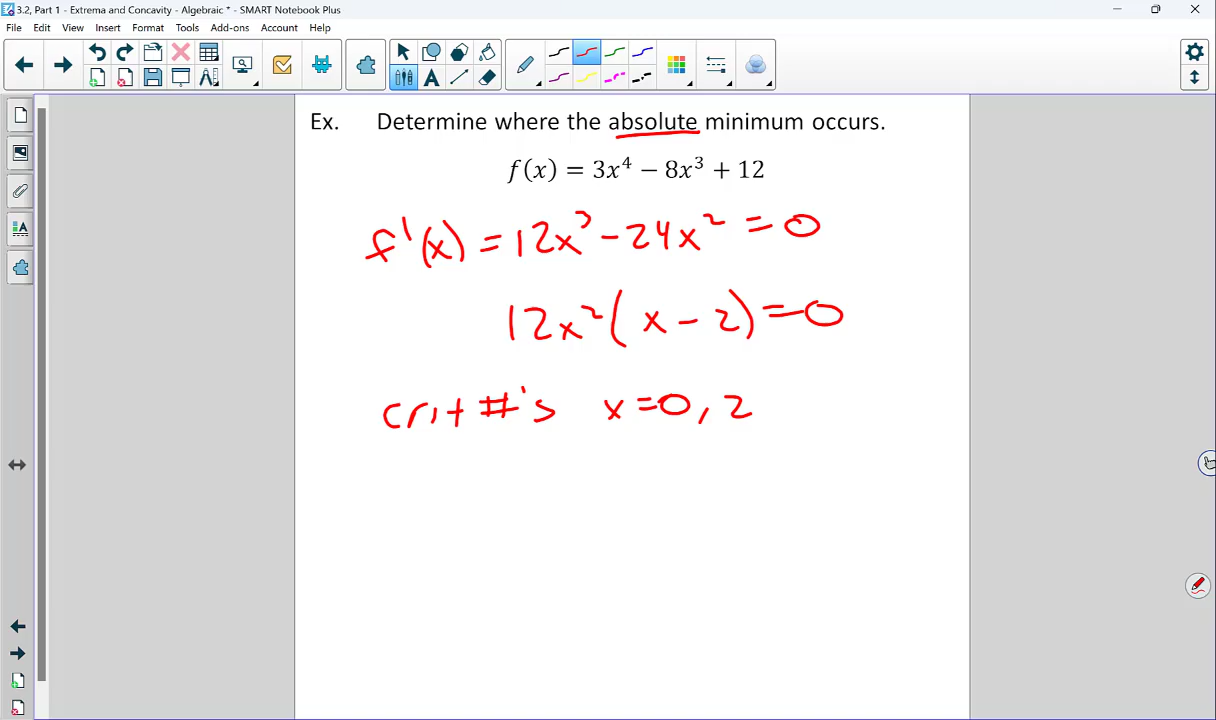 3.2, Part 1 - Extrema and Concavity - Algebraic * - SMART Notebook Plus
File Edit View Insert Format Tools Add-ons Account Help
Ex. Determine where the absolute minimum occurs.
f(x) = 3x⁴ − 8x³ + 12
f'(x) = 12x³ − 24x² = 0
12x²(x − 2) = 0
crit #'s x = 0, 2